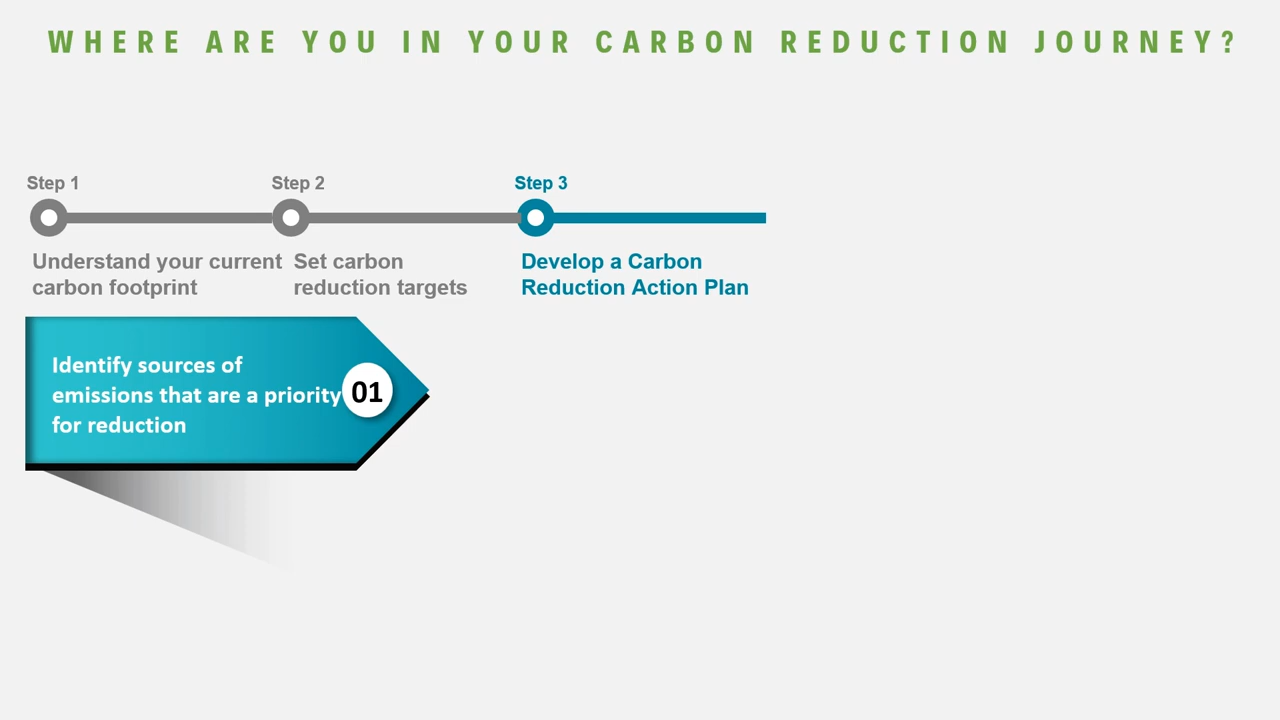 WHERE ARE YOU IN YOUR CARBON REDUCTION JOURNEY?
Step 1
Step 2
Step 3
Understand your current
carbon footprint
Set carbon
reduction targets
Develop a Carbon
Reduction Action Plan
Identify sources of
emissions that are a priority
for reduction
01